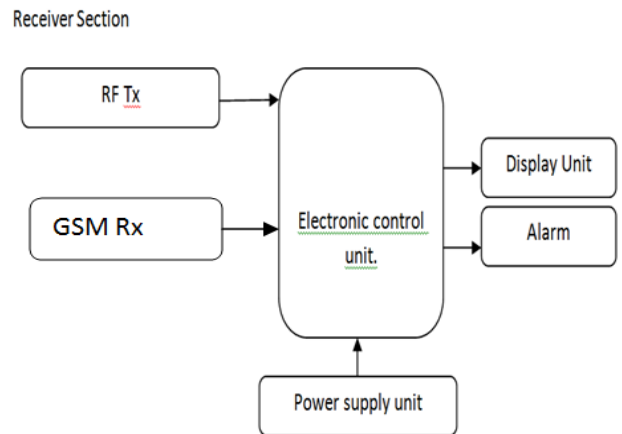 Receiver Section
RF Tx
GSM Rx
Electronic control
unit.
Display Unit
Alarm
Power supply unit